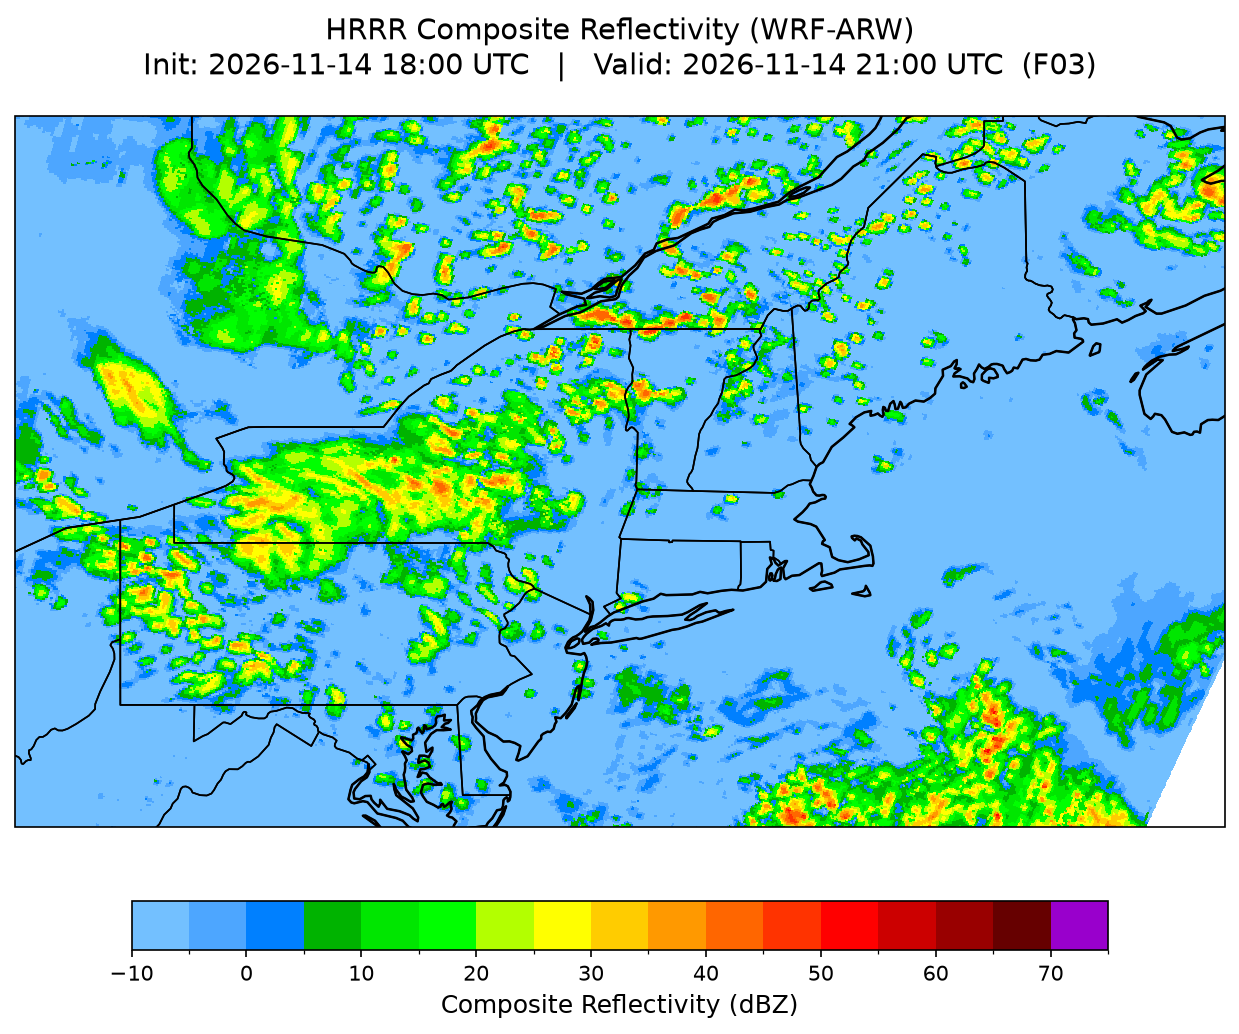 HRRR Composite Reflectivity (WRF-ARW)
Init: 2026-11-14 18:00 UTC   |   Valid: 2026-11-14 21:00 UTC  (F03)
−10 0 10 20 30 40 50 60 70
Composite Reflectivity (dBZ)